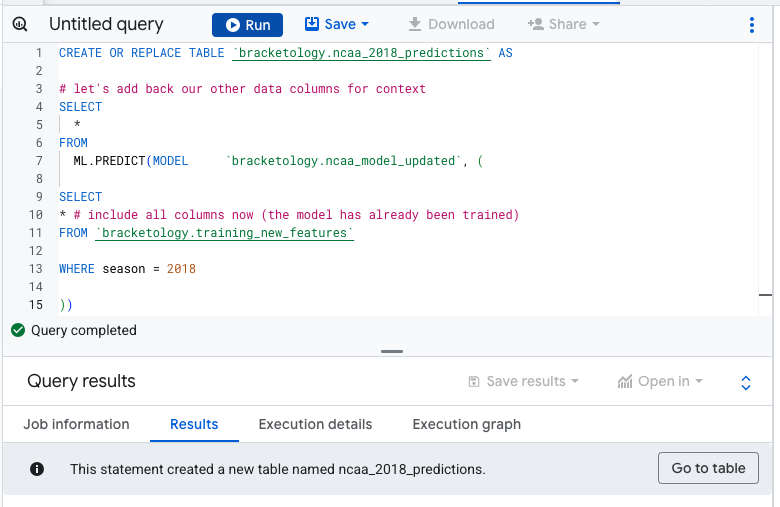 Untitled query Run Save Download Share
1 CREATE OR REPLACE TABLE `bracketology.ncaa_2018_predictions` AS
2
3 # let's add back our other data columns for context
4 SELECT
5 *
6 FROM
7 ML.PREDICT(MODEL `bracketology.ncaa_model_updated`, (
8
9 SELECT
10 * # include all columns now (the model has already been trained)
11 FROM `bracketology.training_new_features`
12
13 WHERE season = 2018
14
15 ))
Query completed
Query results Save results Open in
Job information Results Execution details Execution graph
This statement created a new table named ncaa_2018_predictions. Go to table